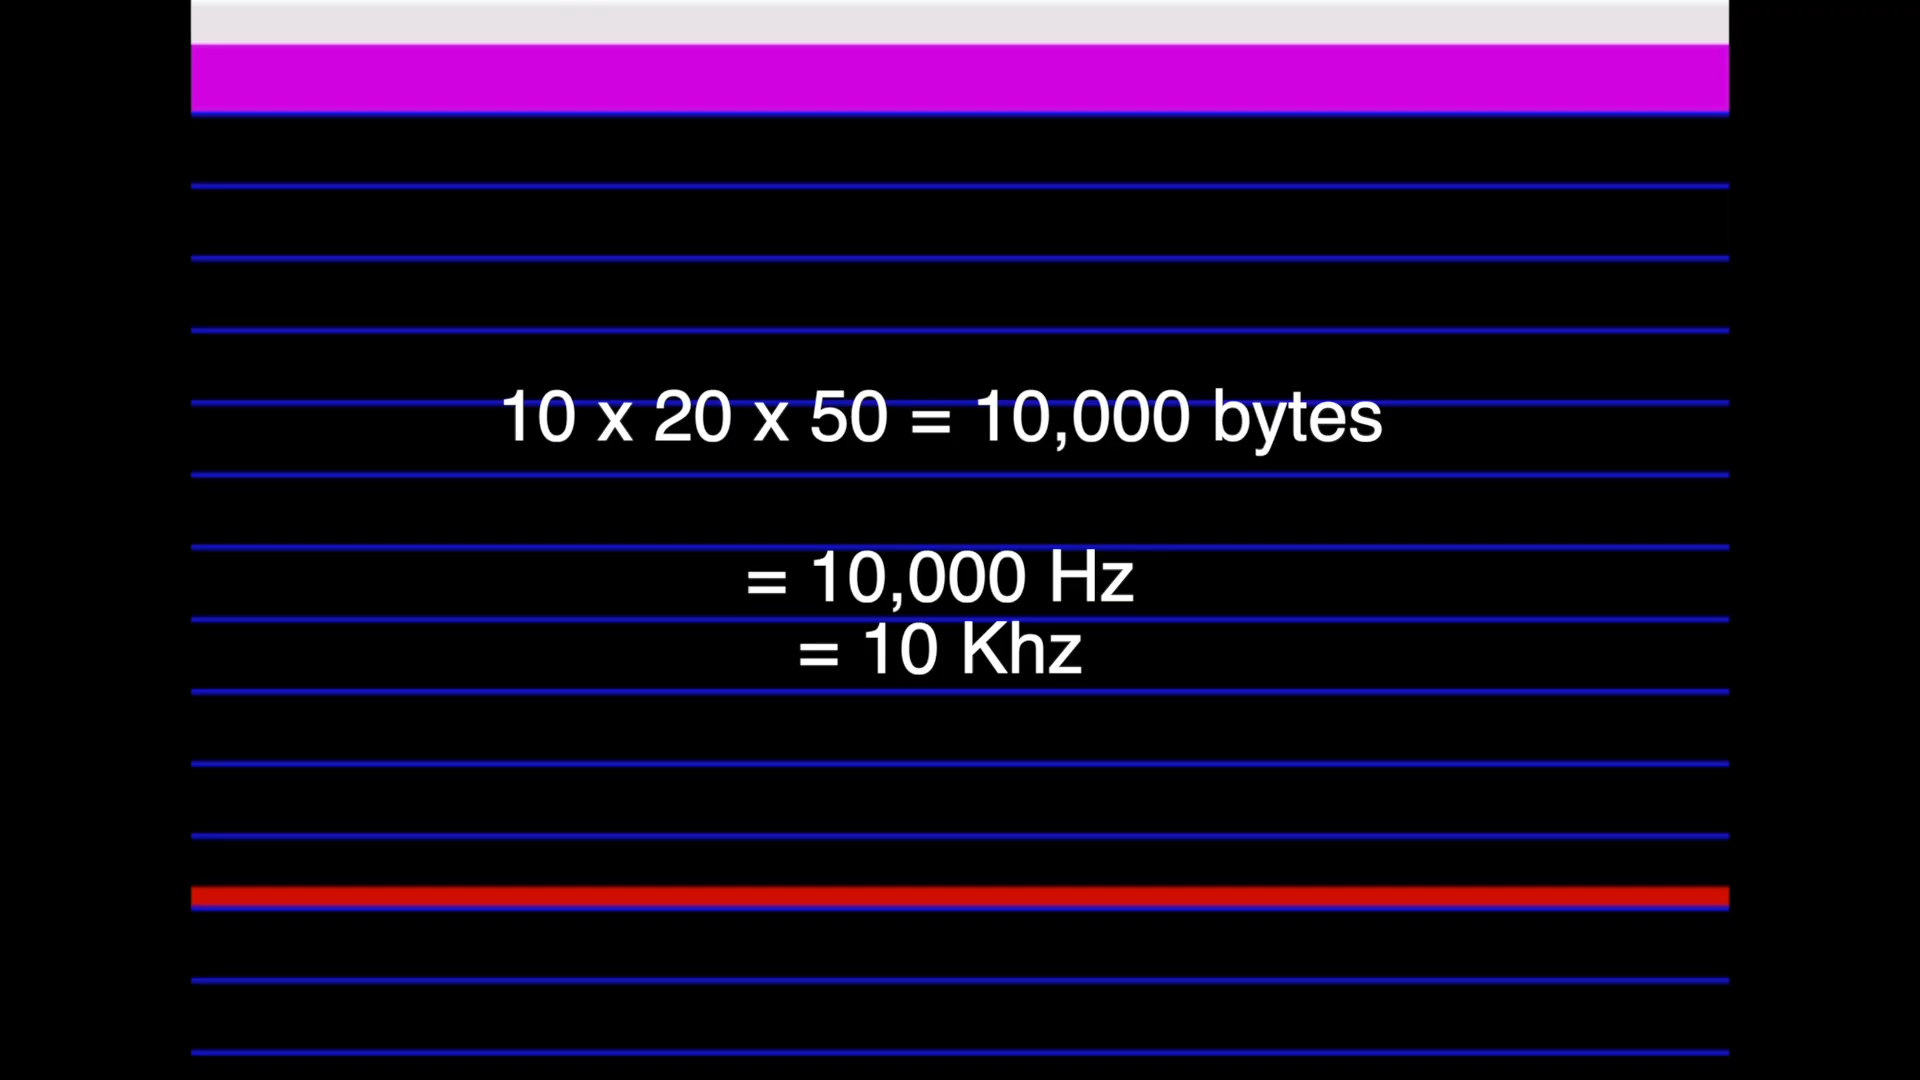 10 x 20 x 50 = 10,000 bytes
= 10,000 Hz
= 10 Khz